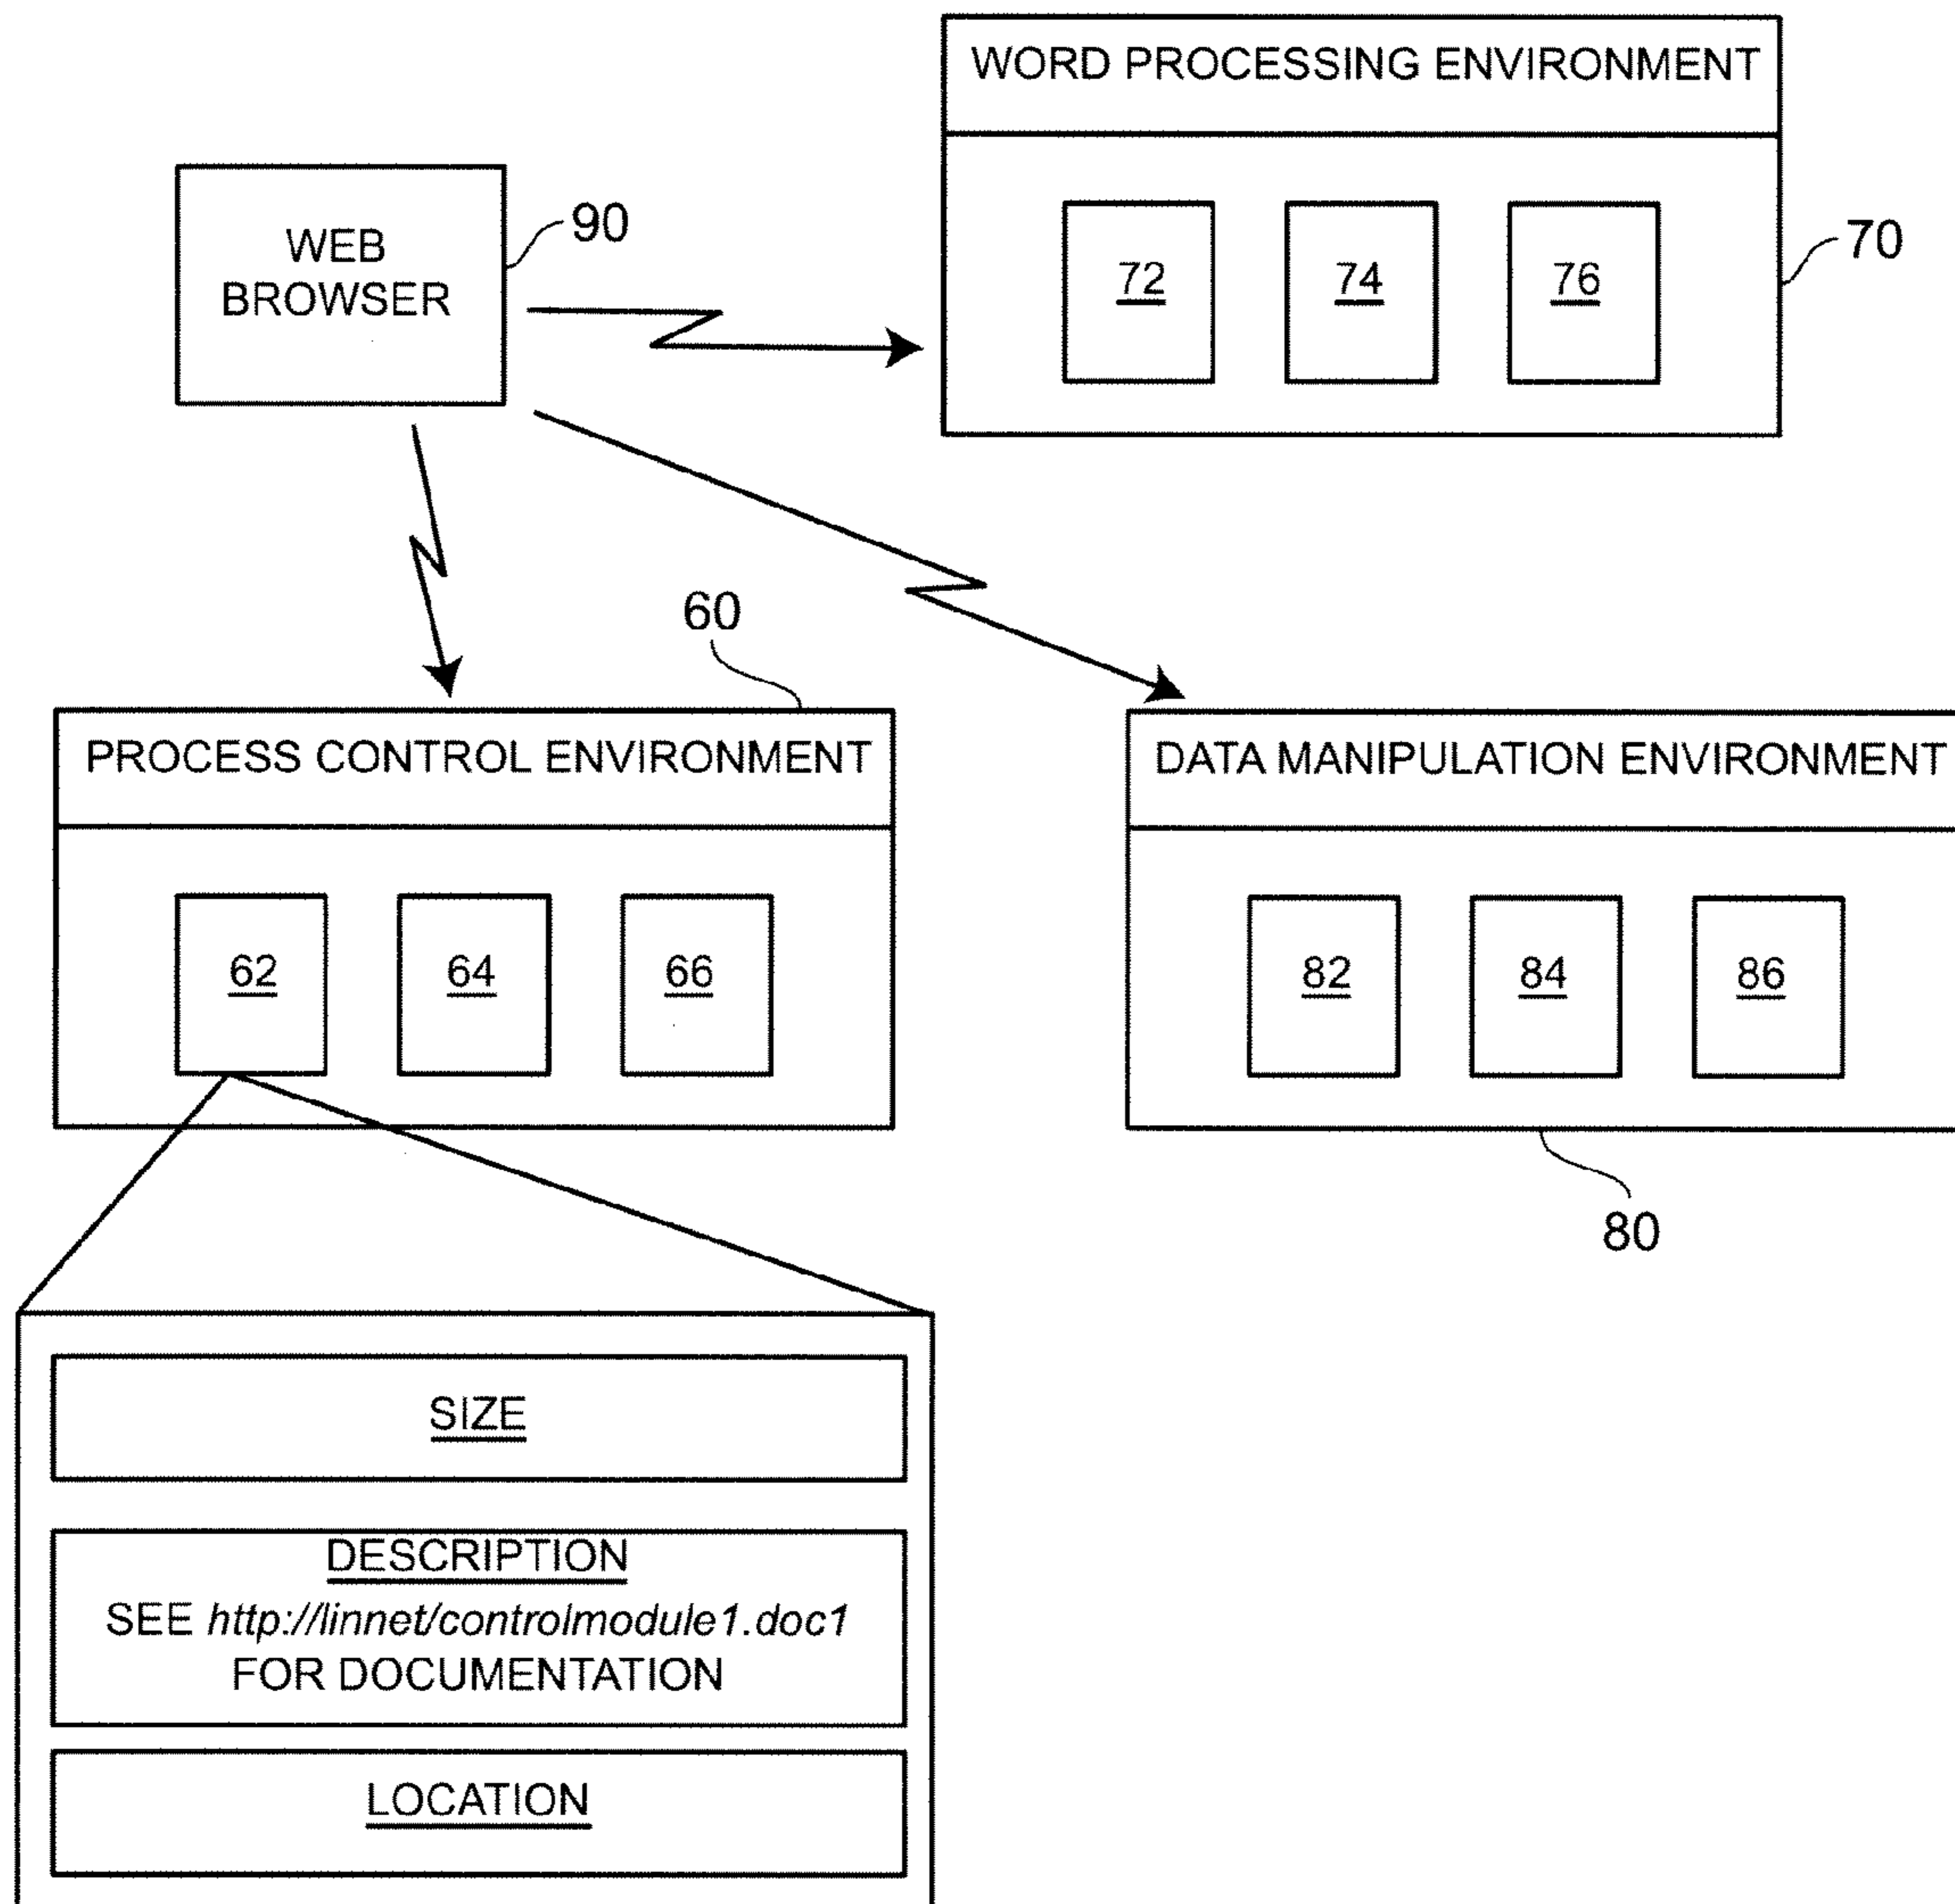 WORD PROCESSING ENVIRONMENT
WEB
BROWSER
90
72 74 76
70
60
PROCESS CONTROL ENVIRONMENT
DATA MANIPULATION ENVIRONMENT
62 64 66
82 84 86
80
SIZE
DESCRIPTION
SEE http://linnet/controlmodule1.doc1
FOR DOCUMENTATION
LOCATION